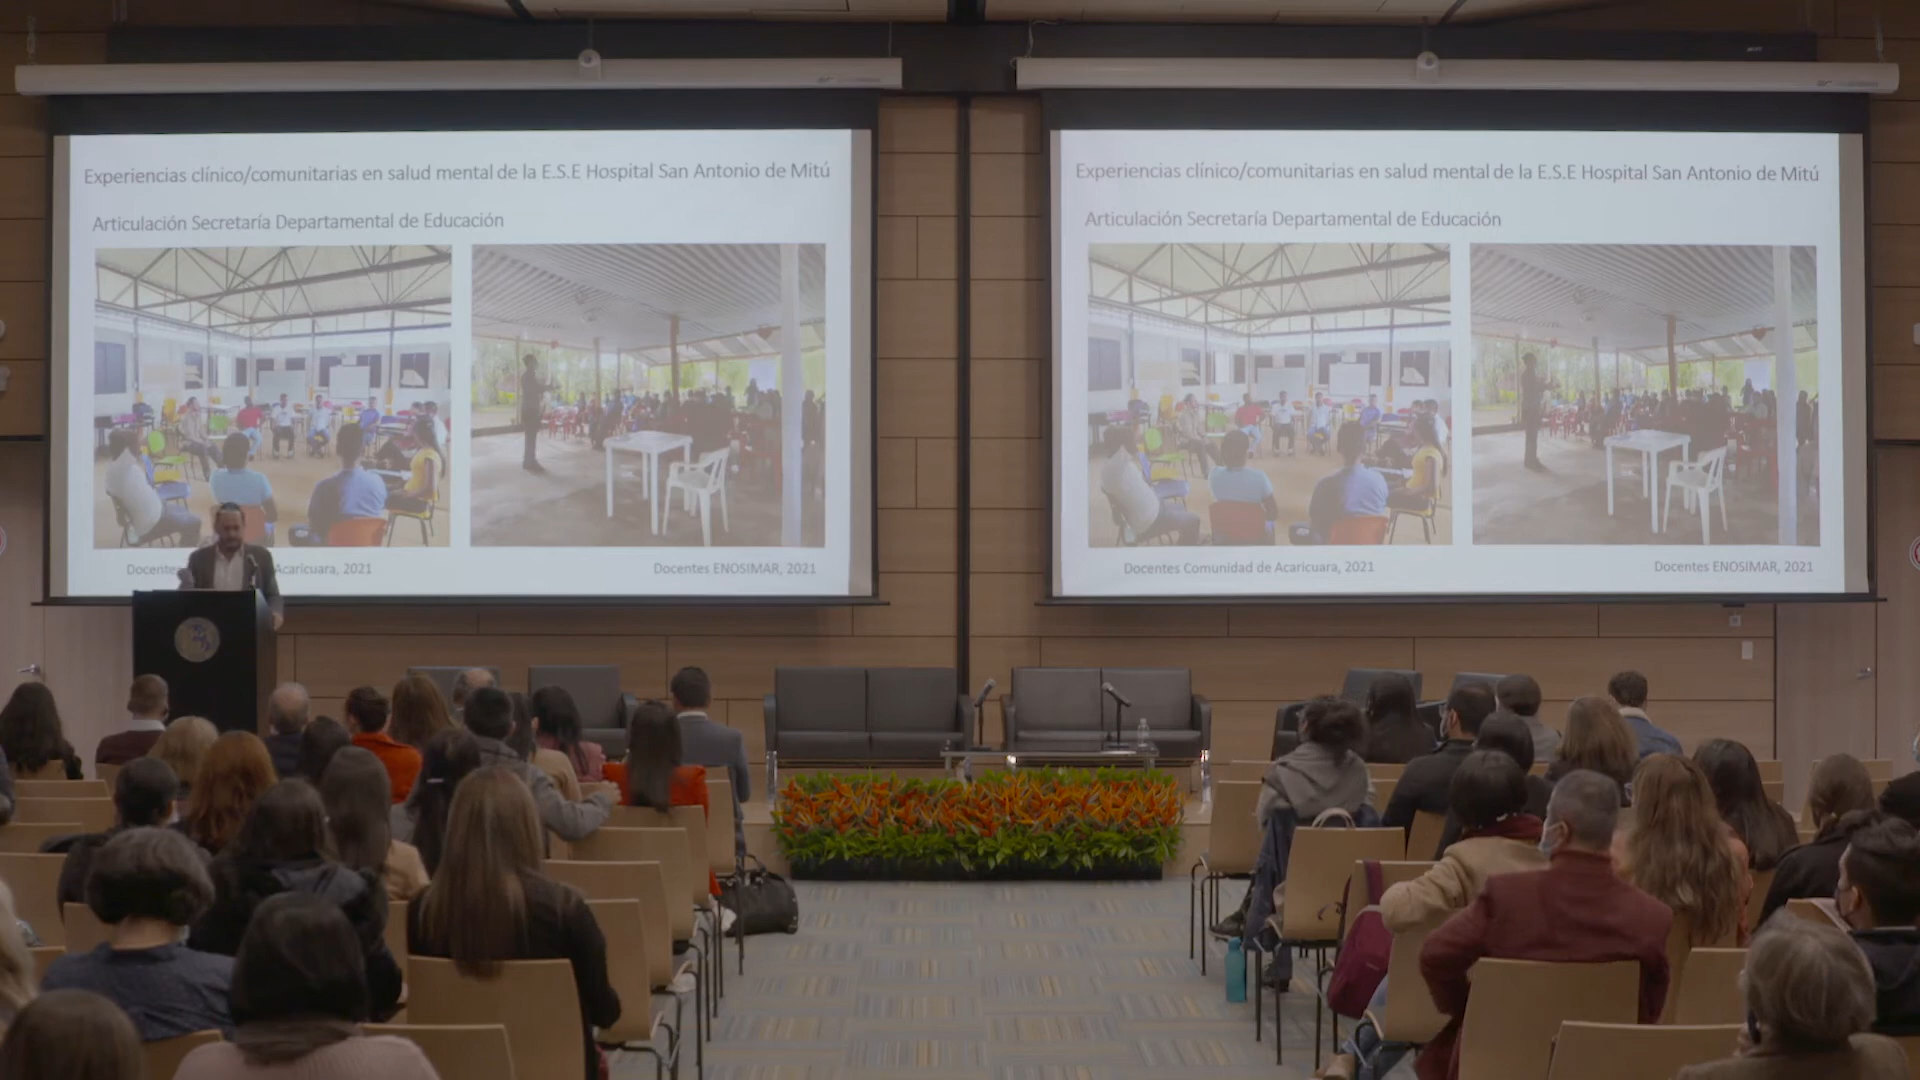 Experiencias clínico/comunitarias en salud mental de la E.S.E Hospital San Antonio de Mitú
Articulación Secretaría Departamental de Educación
Docentes Acaricuara, 2021
Docentes ENOSIMAR, 2021
Experiencias clínico/comunitarias en salud mental de la E.S.E Hospital San Antonio de Mitú
Articulación Secretaría Departamental de Educación
Docentes Comunidad de Acaricuara, 2021
Docentes ENOSIMAR, 2021